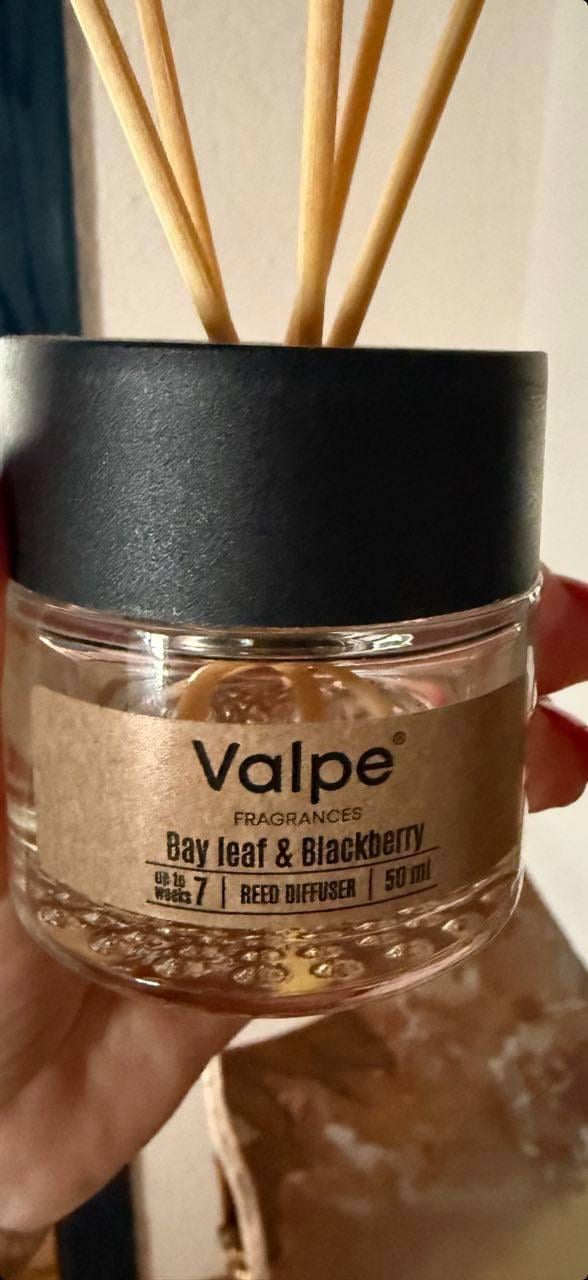 Valpe®
FRAGRANCES
Bay leaf & Blackberry
up to weeks 7 | REED DIFFUSER | 50 ml